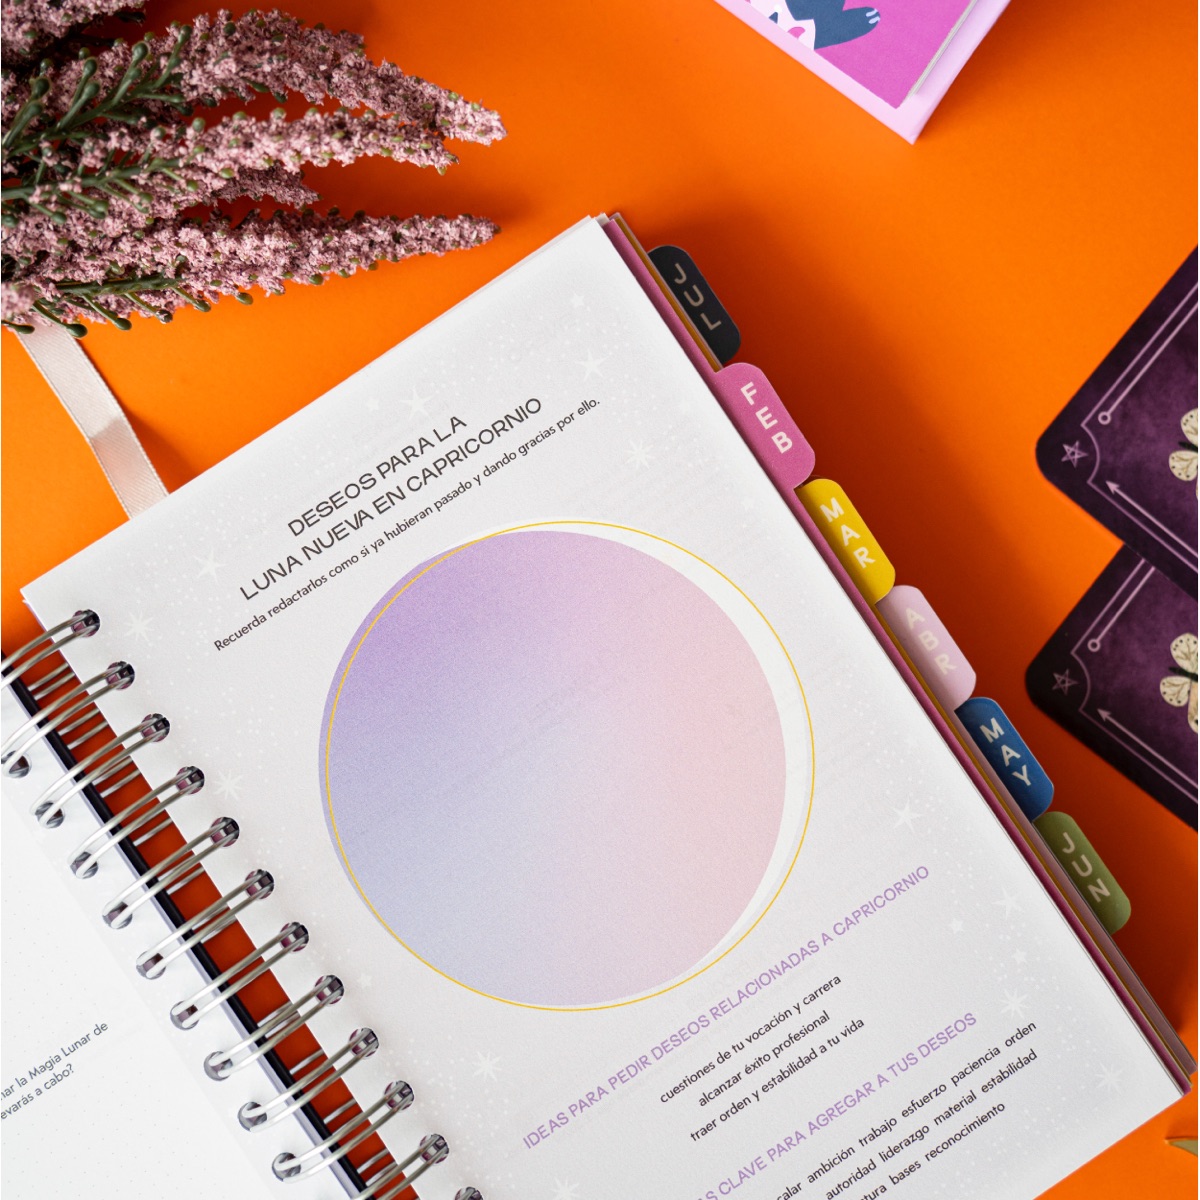 DESEOS PARA LA
LUNA NUEVA EN CAPRICORNIO
Recuerda redactarlos como si ya hubieran pasado y dando gracias por ello.
IDEAS PARA PEDIR DESEOS RELACIONADAS A CAPRICORNIO
cuestiones de tu vocación y carrera
alcanzar éxito profesional
traer orden y estabilidad a tu vida
CLAVE PARA AGREGAR A TUS DESEOS
ambición trabajo esfuerzo paciencia orden
autoridad liderazgo material estabilidad
bases reconocimiento
JUL
FEB
MAR
ABR
MAY
JUN
la Magia Lunar de
a cabo?